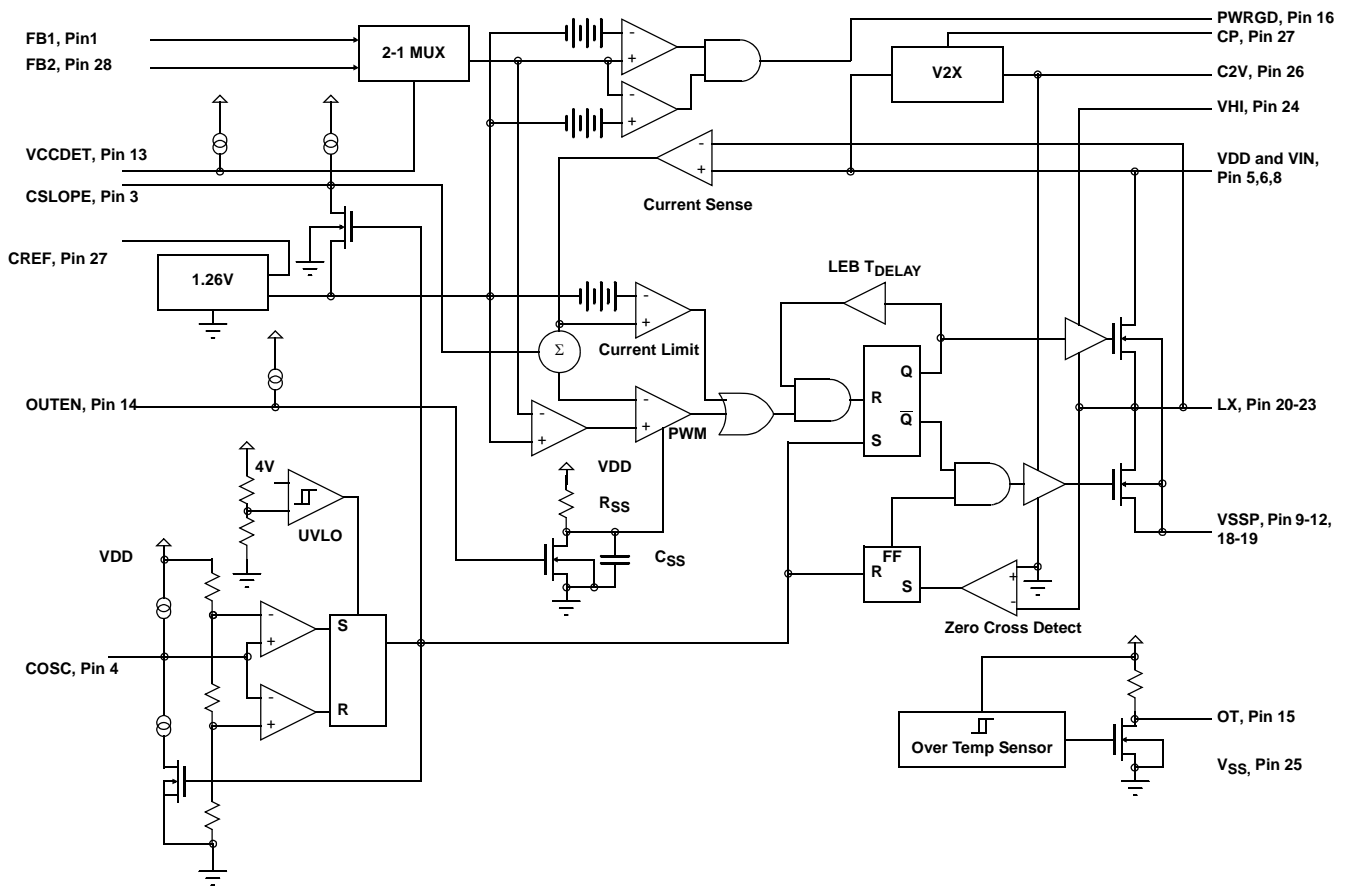 PWRGD, Pin 16
FB1, Pin1
CP, Pin 27
2-1 MUX
FB2, Pin 28
V2X
C2V, Pin 26
VHI, Pin 24
VCCDET, Pin 13
VDD and VIN,
Pin 5,6,8
CSLOPE, Pin 3
Current Sense
CREF, Pin 27
1.26V
LEB TDELAY
Current Limit
Σ
OUTEN, Pin 14
PWM
R
S
Q
Q̅
LX, Pin 20-23
4V
UVLO
VDD
RSS
CSS
VSSP, Pin 9-12,
18-19
VDD
FF
R
S
Zero Cross Detect
S
R
COSC, Pin 4
OT, Pin 15
Over Temp Sensor
VSS, Pin 25
- +
+ -
- +
- +
- +
- +
+ -
- +
- +